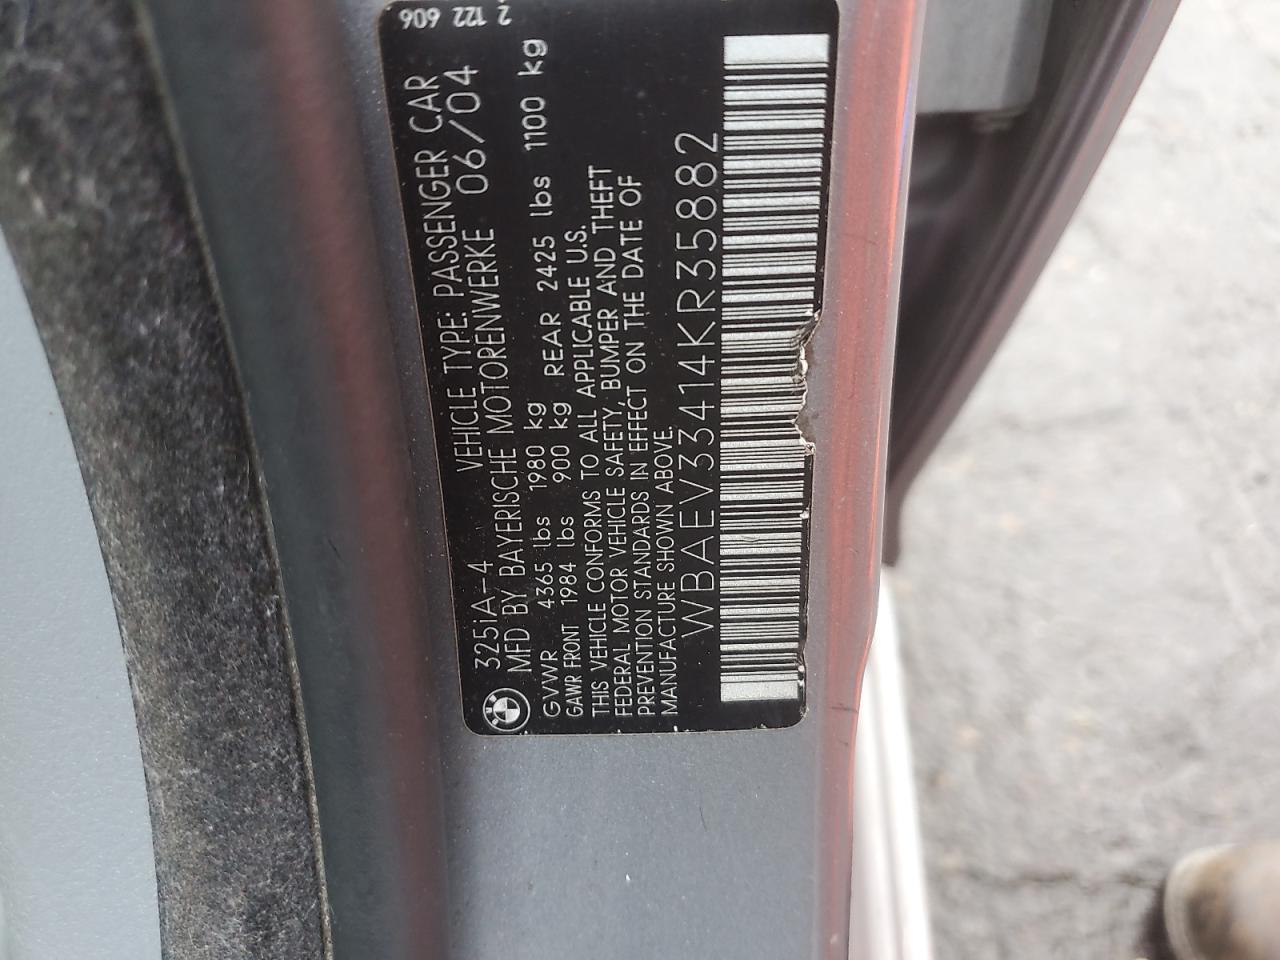 2 122 606
325iA-4 VEHICLE TYPE: PASSENGER CAR
MFD BY BAYERISCHE MOTORENWERKE 06/04
GVWR 4365 lbs 1980 kg
GAWR FRONT 1984 lbs 900 kg REAR 2425 lbs 1100 kg
THIS VEHICLE CONFORMS TO ALL APPLICABLE U.S.
FEDERAL MOTOR VEHICLE SAFETY, BUMPER AND THEFT
PREVENTION STANDARDS IN EFFECT ON THE DATE OF
MANUFACTURE SHOWN ABOVE.
WBAEV33414KR35882